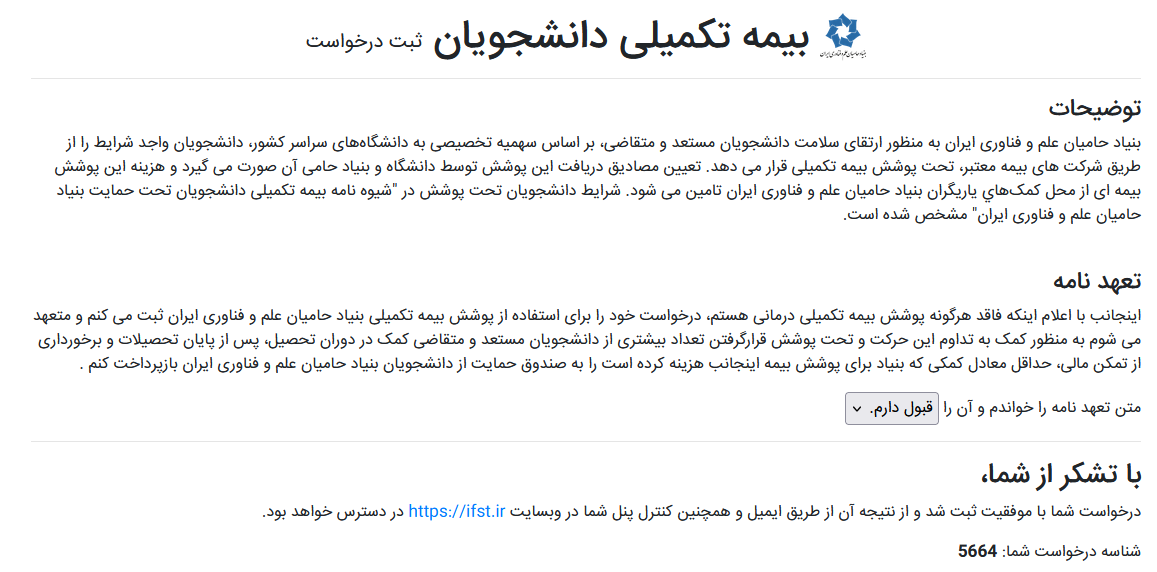 بنیاد حامیان علم و فناوری ایران
بیمه تکمیلی دانشجویان ثبت درخواست
توضیحات
بنیاد حامیان علم و فناوری ایران به منظور ارتقای سلامت دانشجویان مستعد و متقاضی، بر اساس سهمیه تخصیصی به دانشگاه‌های سراسر کشور، دانشجویان واجد شرایط را از
طریق شرکت های بیمه معتبر، تحت پوشش بیمه تکمیلی قرار می دهد. تعیین مصادیق دریافت این پوشش توسط دانشگاه و بنیاد حامی آن صورت می گیرد و هزینه این پوشش
بیمه ای از محل کمک‌هاي یاریگران بنیاد حامیان علم و فناوری ایران تامین می شود. شرایط دانشجویان تحت پوشش در "شیوه نامه بیمه تکمیلی دانشجویان تحت حمایت بنیاد
حامیان علم و فناوری ایران" مشخص شده است.
تعهد نامه
اینجانب با اعلام اینکه فاقد هرگونه پوشش بیمه تکمیلی درمانی هستم، درخواست خود را برای استفاده از پوشش بیمه تکمیلی بنیاد حامیان علم و فناوری ایران ثبت می کنم و متعهد
می شوم به منظور کمک به تداوم این حرکت و تحت پوشش قرارگرفتن تعداد بیشتری از دانشجویان مستعد و متقاضی کمک در دوران تحصیل، پس از پایان تحصیلات و برخورداری
از تمکن مالی، حداقل معادل کمکی که بنیاد برای پوشش بیمه اینجانب هزینه کرده است را به صندوق حمایت از دانشجویان بنیاد حامیان علم و فناوری ایران بازپرداخت کنم .
متن تعهد نامه را خواندم و آن را قبول دارم.
با تشکر از شما،
درخواست شما با موفقیت ثبت شد و از نتیجه آن از طریق ایمیل و همچنین کنترل پنل شما در وبسایت https://ifst.ir در دسترس خواهد بود.
شناسه درخواست شما: 5664